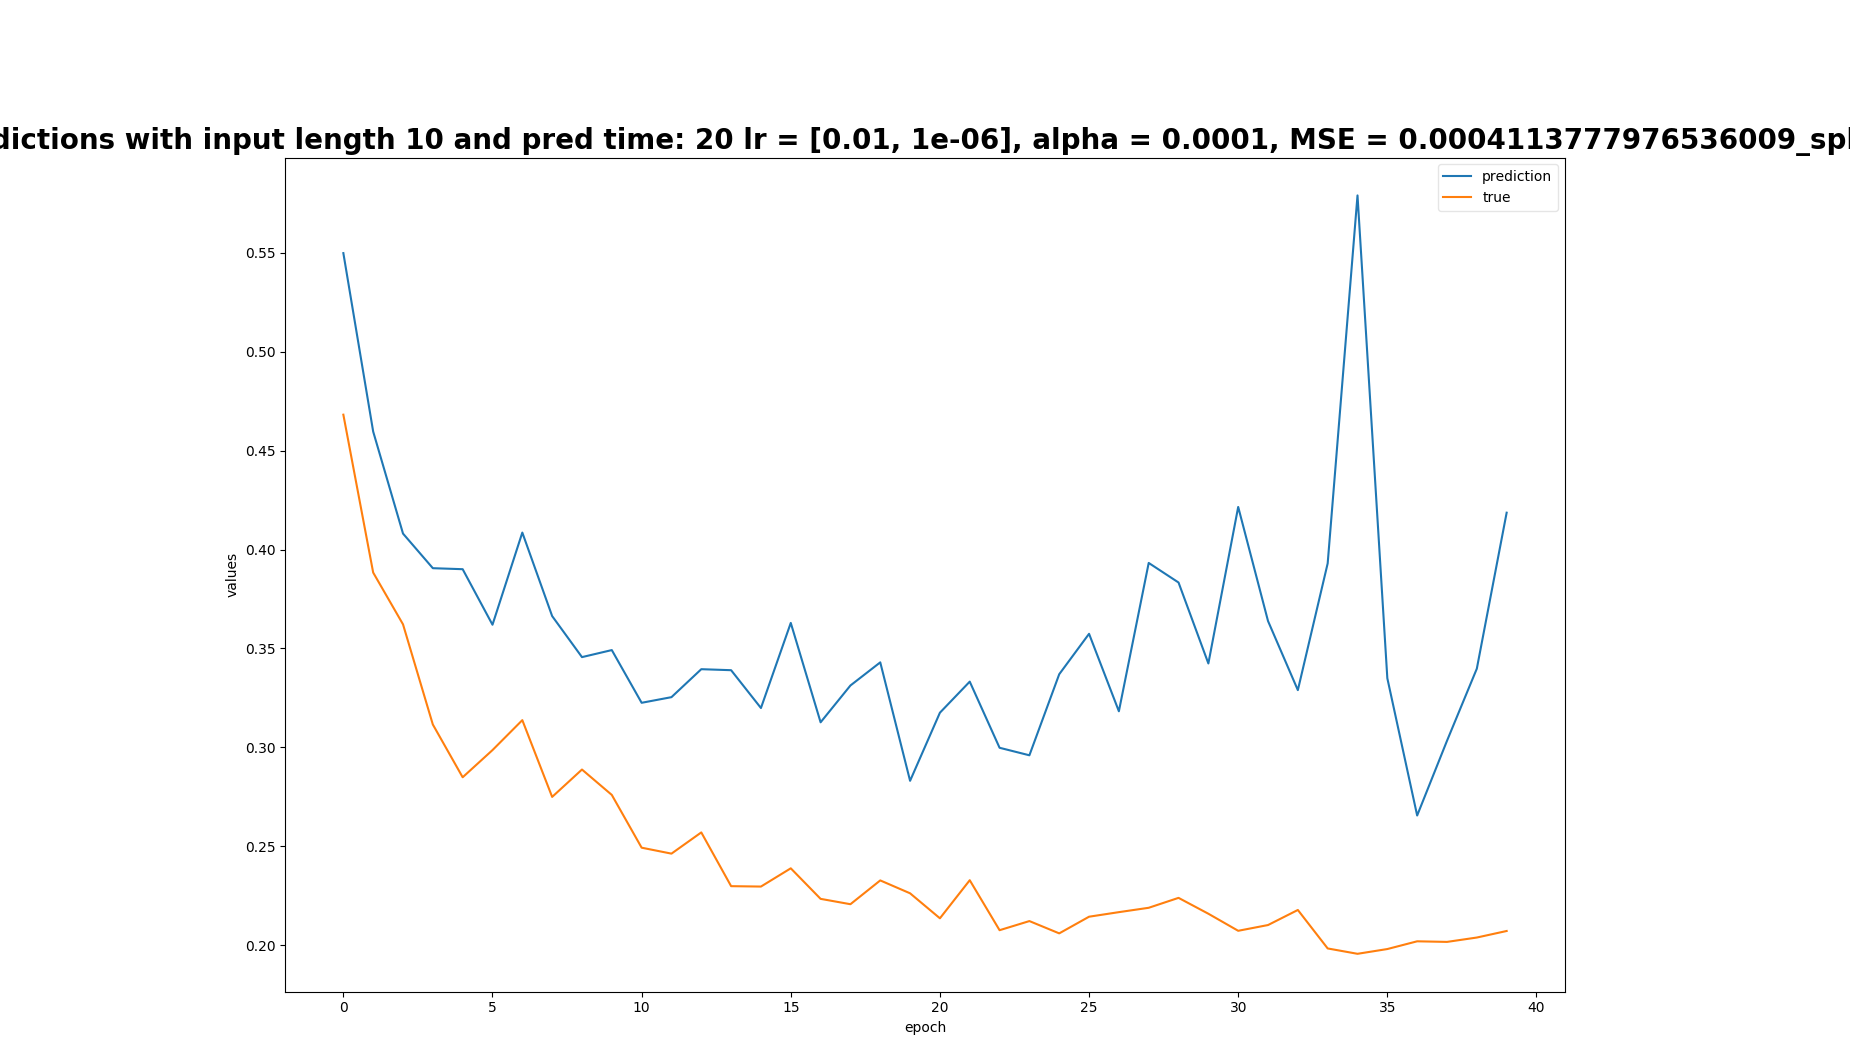 dictions with input length 10 and pred time: 20 lr = [0.01, 1e-06], alpha = 0.0001, MSE = 0.0004113777976536009_spl
prediction
true
0.55
0.50
0.45
0.40
0.35
0.30
0.25
0.20
values
0 5 10 15 20 25 30 35 40
epoch